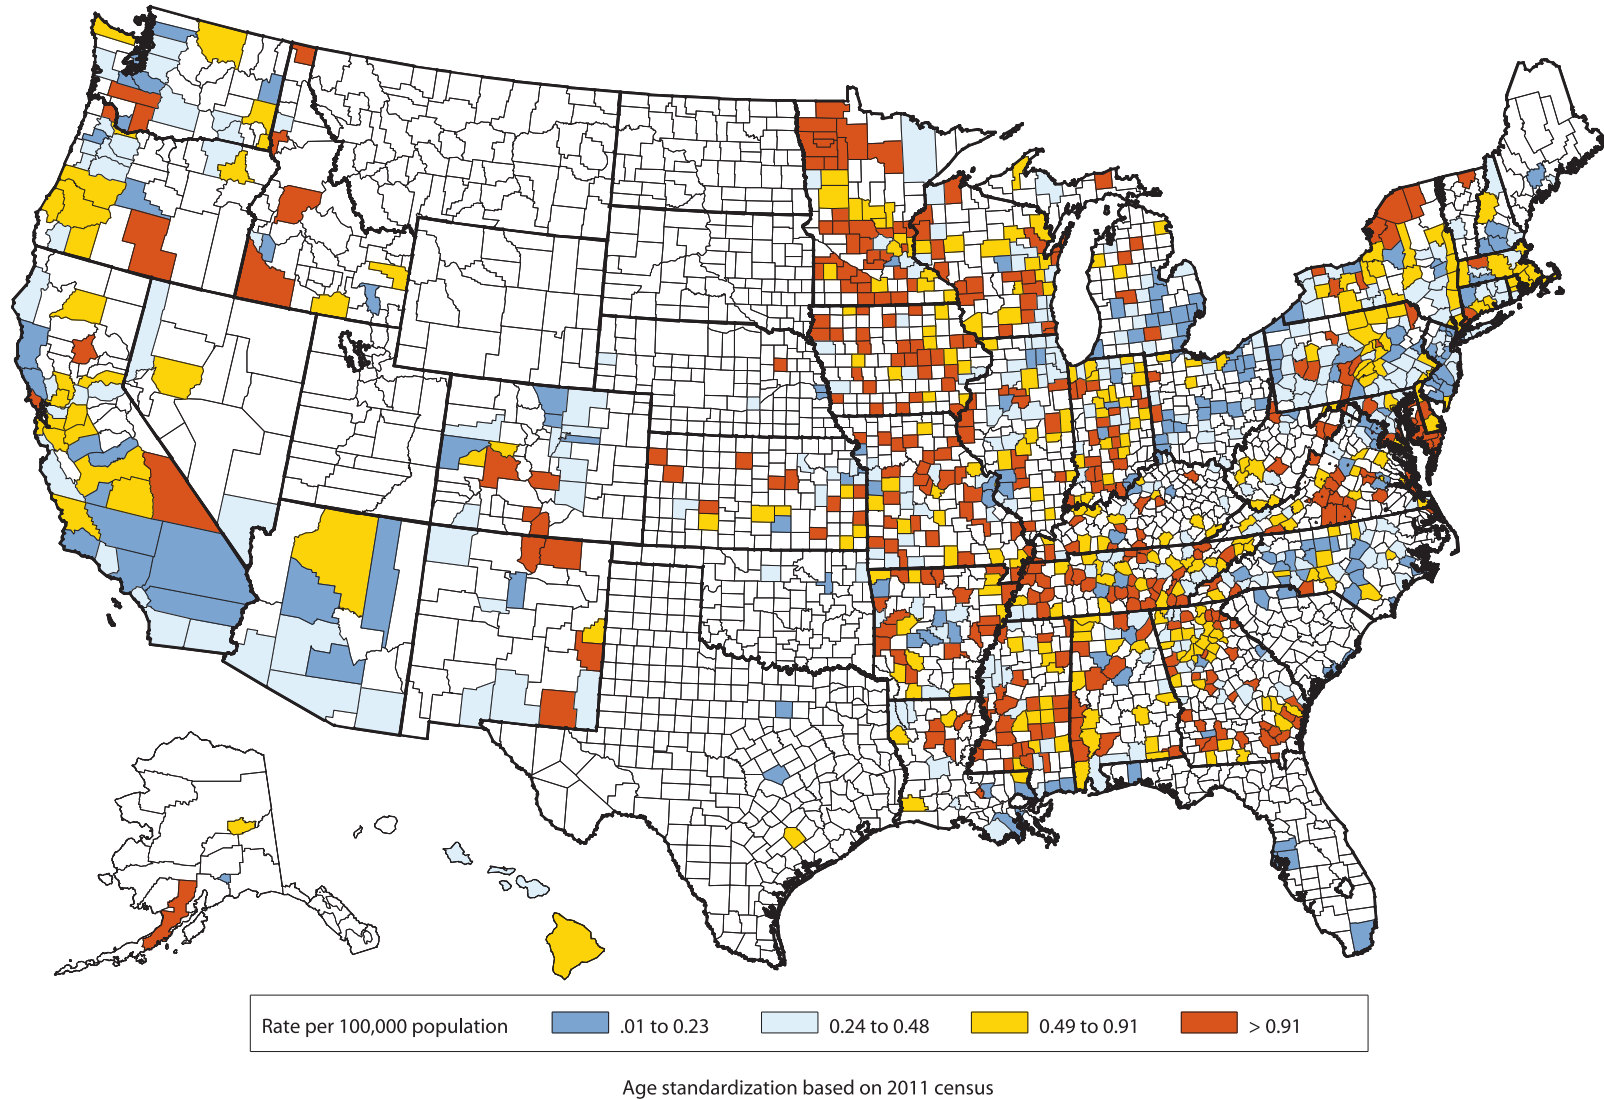 Rate per 100,000 population .01 to 0.23 0.24 to 0.48 0.49 to 0.91 > 0.91
Age standardization based on 2011 census